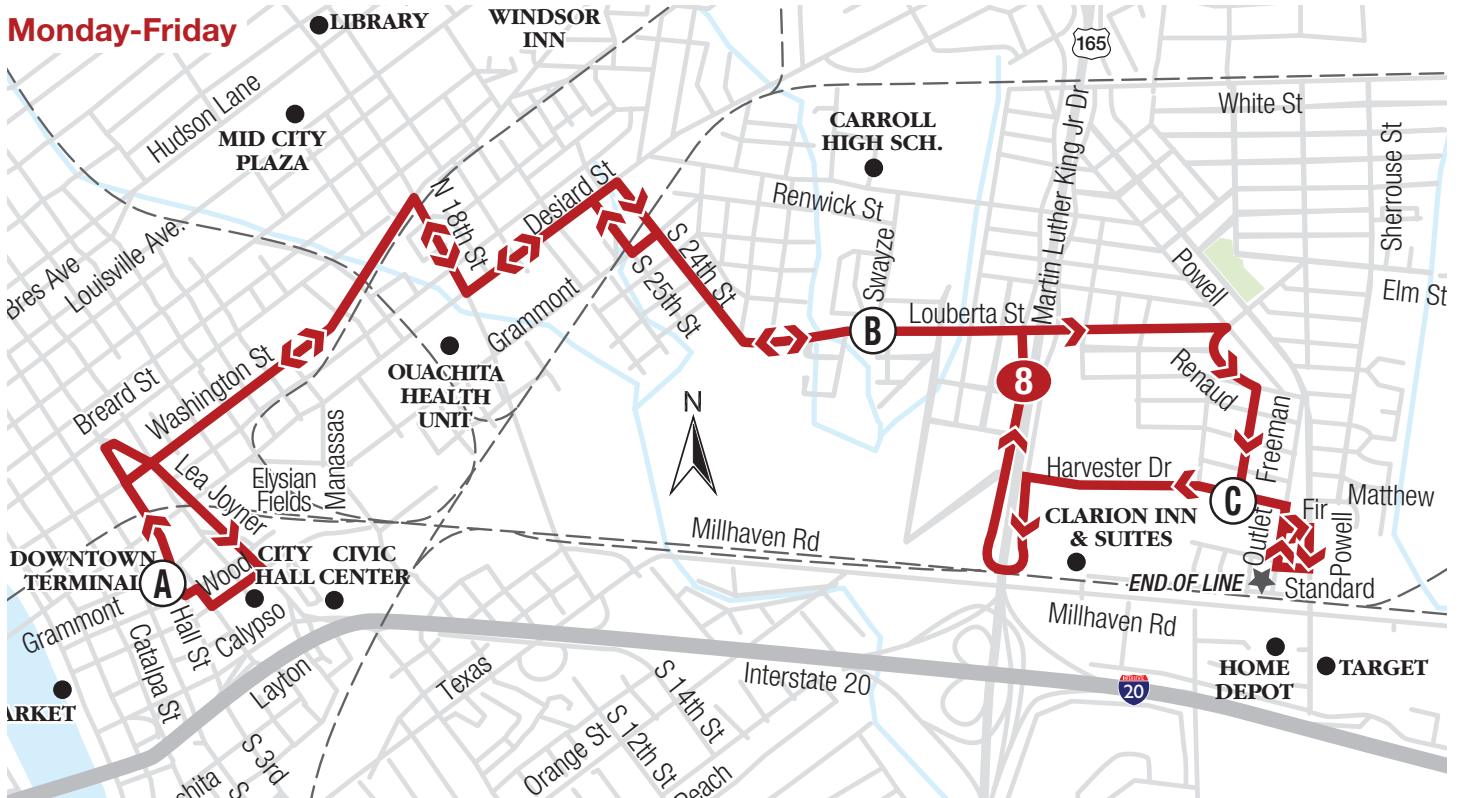 Monday-Friday
LIBRARY
WINDSOR
INN
165
Hudson Lane
MID CITY
PLAZA
CARROLL
HIGH SCH.
White St
Sherrouse St
N 18th St
Desiard St
Renwick St
Martin Luther King Jr Dr
Bres Ave
Louisville Ave.
S 24th St
S 25th St
Swayze
Powell
Elm St
Grammont
Louberta St
B
OUACHITA
HEALTH
UNIT
Breard St
Washington St
N
8
Renaud
Freeman
Lea Joyner
Elysian
Fields
Manassas
Harvester Dr
C
Matthew
Fir
Outlet
Powell
Millhaven Rd
CLARION INN
& SUITES
DOWNTOWN
TERMINAL
A
Wood
CITY
HALL
CIVIC
CENTER
END OF LINE
Standard
Grammont
Hall St
Catalpa St
Calypso
Millhaven Rd
Layton
Texas
S 14th St
Interstate 20
20
HOME
DEPOT
TARGET
ARKET
S 3rd
Orange St
S 12th St
Peach
chita
S